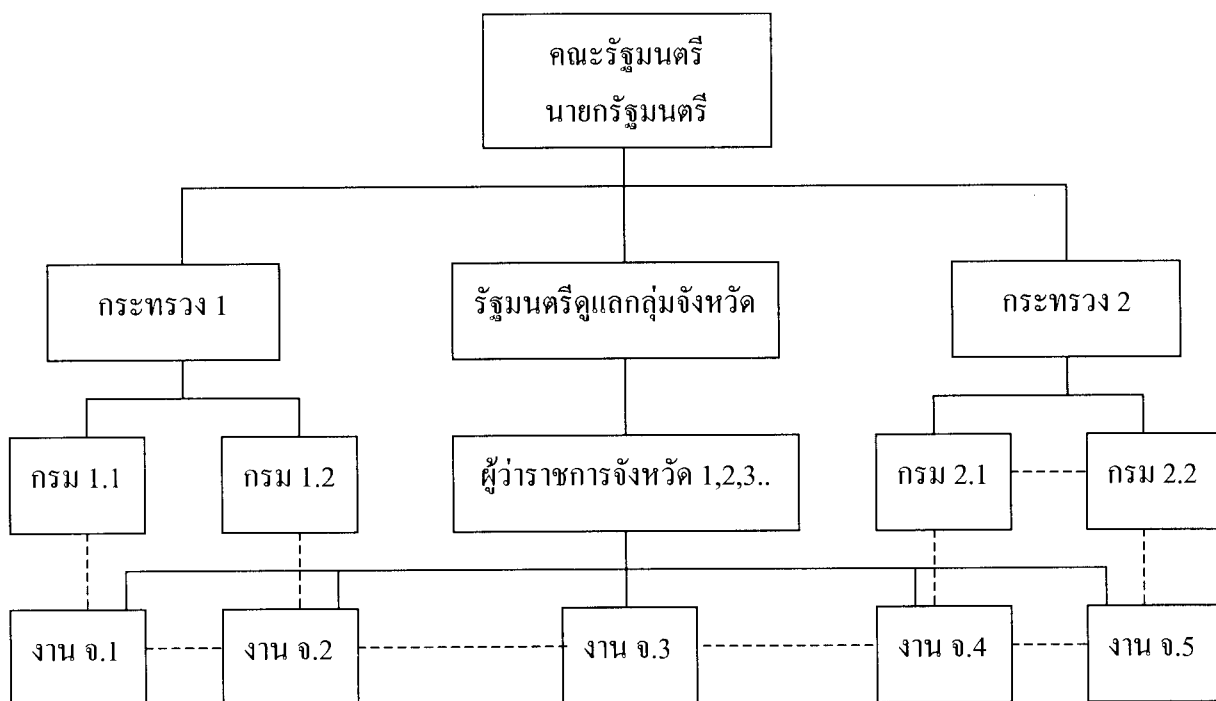 คณะรัฐมนตรี
นายกรัฐมนตรี
กระทรวง 1
รัฐมนตรีดูแลกลุ่มจังหวัด
กระทรวง 2
กรม 1.1
กรม 1.2
ผู้ว่าราชการจังหวัด 1,2,3..
กรม 2.1
กรม 2.2
งาน จ.1
งาน จ.2
งาน จ.3
งาน จ.4
งาน จ.5